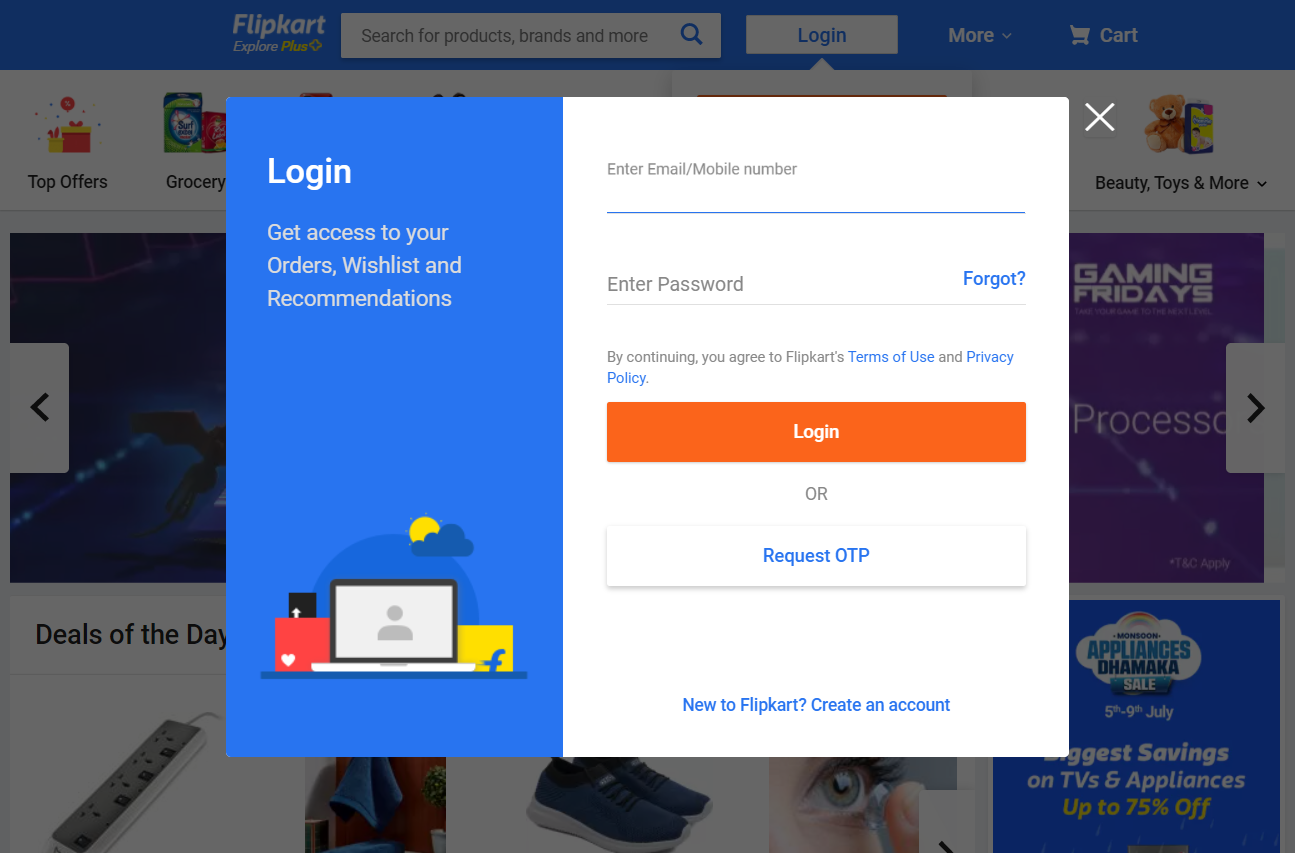 Flipkart
Explore Plus
Search for products, brands and more
Login
More
Cart
Top Offers
Grocery
Beauty, Toys & More
Surf
excel
Login
Get access to your
Orders, Wishlist and
Recommendations
Enter Email/Mobile number
Enter Password
Forgot?
By continuing, you agree to Flipkart's Terms of Use and Privacy
Policy.
Login
OR
Request OTP
New to Flipkart? Create an account
GAMING
FRIDAYS
TAKE YOUR GAME TO THE NEXT LEVEL
*T&C Apply
Deals of the Day
MONSOON
APPLIANCES
DHAMAKA
SALE
5th-9th July
Biggest Savings
on TVs & Appliances
Up to 75% Off